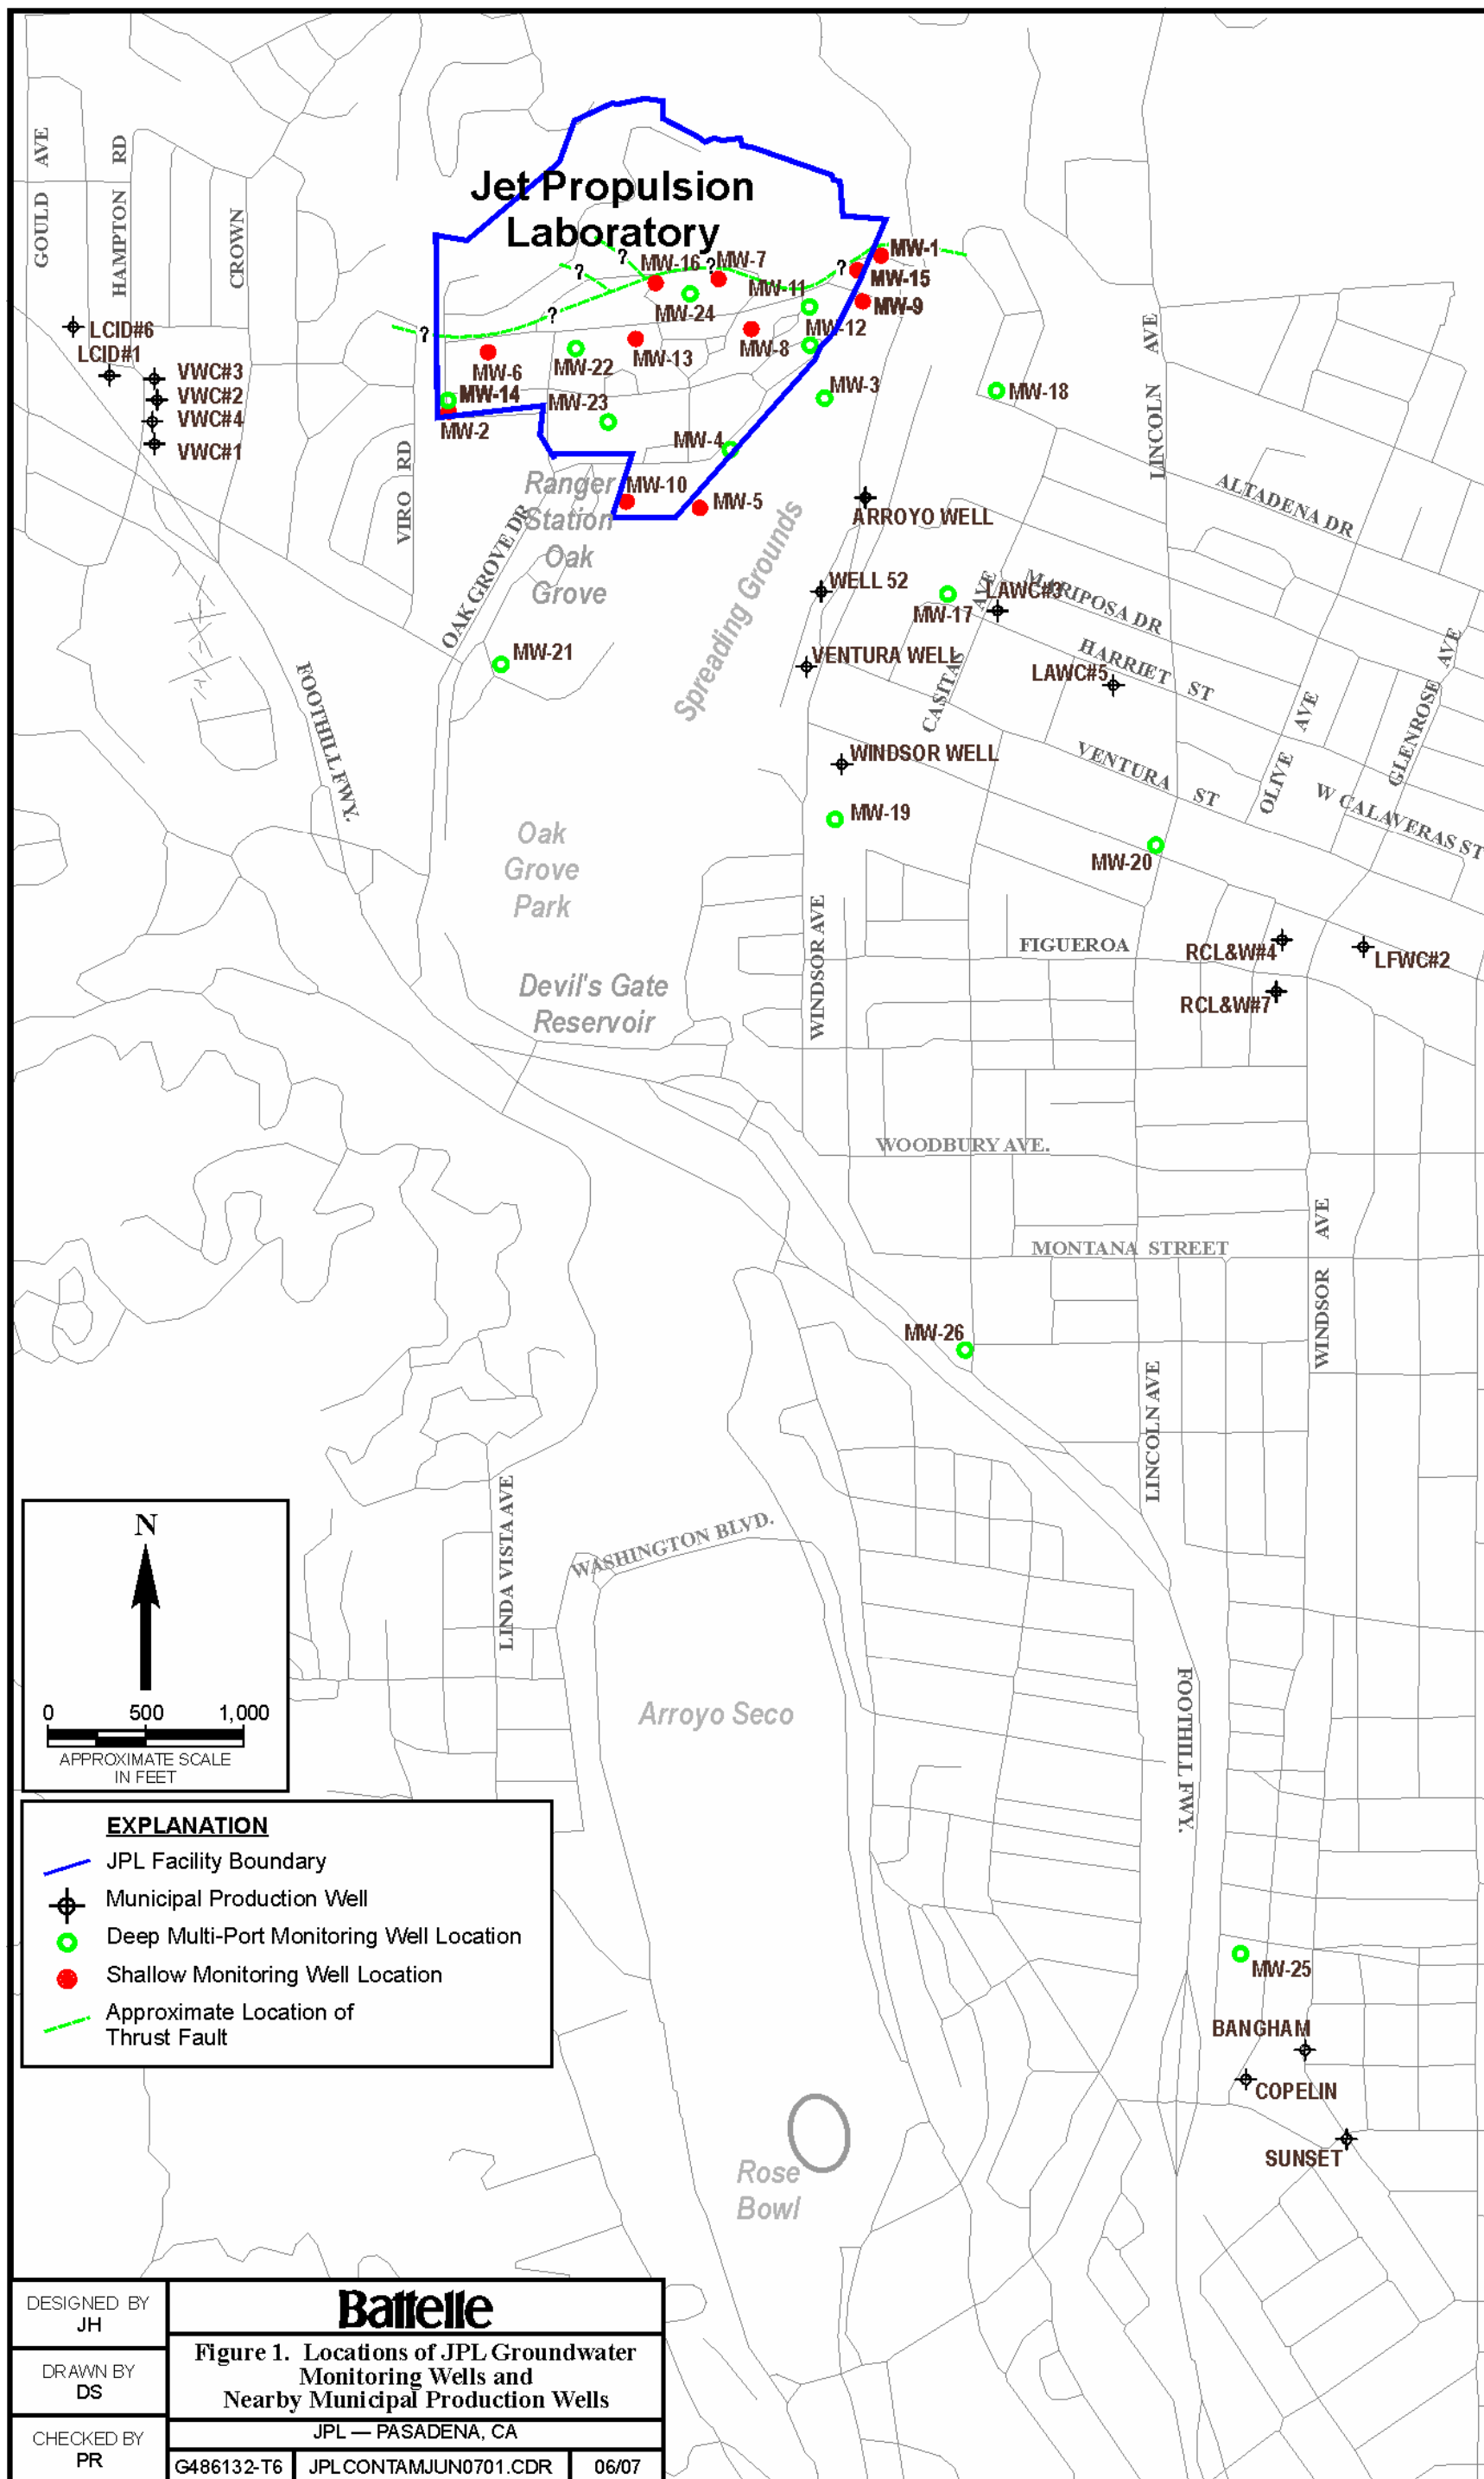 GOULD AVE
HAMPTON RD
CROWN
Jet Propulsion
Laboratory
MW-1
MW-16
?
MW-7
?
?
?
?
?
MW-15
MW-11
MW-9
MW-24
MW-12
LCID#6
LCID#1
MW-8
MW-13
MW-22
MW-6
VWC#3
VWC#2
VWC#4
VWC#1
MW-14
MW-2
MW-23
MW-3
MW-18
MW-4
LINCOLN AVE
VIRO RD
ALTADENA DR
Ranger
Station
Oak
Grove
MW-10
MW-5
ARROYO WELL
OAK GROVE DR
Spreading Grounds
WELL 52
MW-17
LAWC#3
MARIPOSA DR
CASITAS AVE
HARRIET ST
MW-21
VENTURA WELL
LAWC#5
GLENROSE AVE
FOOTHILL FWY.
OLIVE AVE
WINDSOR WELL
VENTURA ST
W CALAVERAS ST
MW-19
Oak
Grove
Park
MW-20
WINDSOR AVE
FIGUEROA
RCL&W#4
LFWC#2
RCL&W#7
Devil's Gate
Reservoir
WOODBURY AVE.
MONTANA STREET
WINDSOR AVE
MW-26
LINCOLN AVE
LINDA VISTA AVE
WASHINGTON BLVD.
N
0 500 1,000
APPROXIMATE SCALE
IN FEET
Arroyo Seco
FOOTHILL FWY.
EXPLANATION
JPL Facility Boundary
Municipal Production Well
Deep Multi-Port Monitoring Well Location
Shallow Monitoring Well Location
Approximate Location of
Thrust Fault
MW-25
BANGHAM
COPELIN
SUNSET
Rose
Bowl
DESIGNED BY
JH
DRAWN BY
DS
CHECKED BY
PR
Battelle
Figure 1. Locations of JPL Groundwater
Monitoring Wells and
Nearby Municipal Production Wells
JPL — PASADENA, CA
G486132-T6 JPLCONTAMJUN0701.CDR 06/07